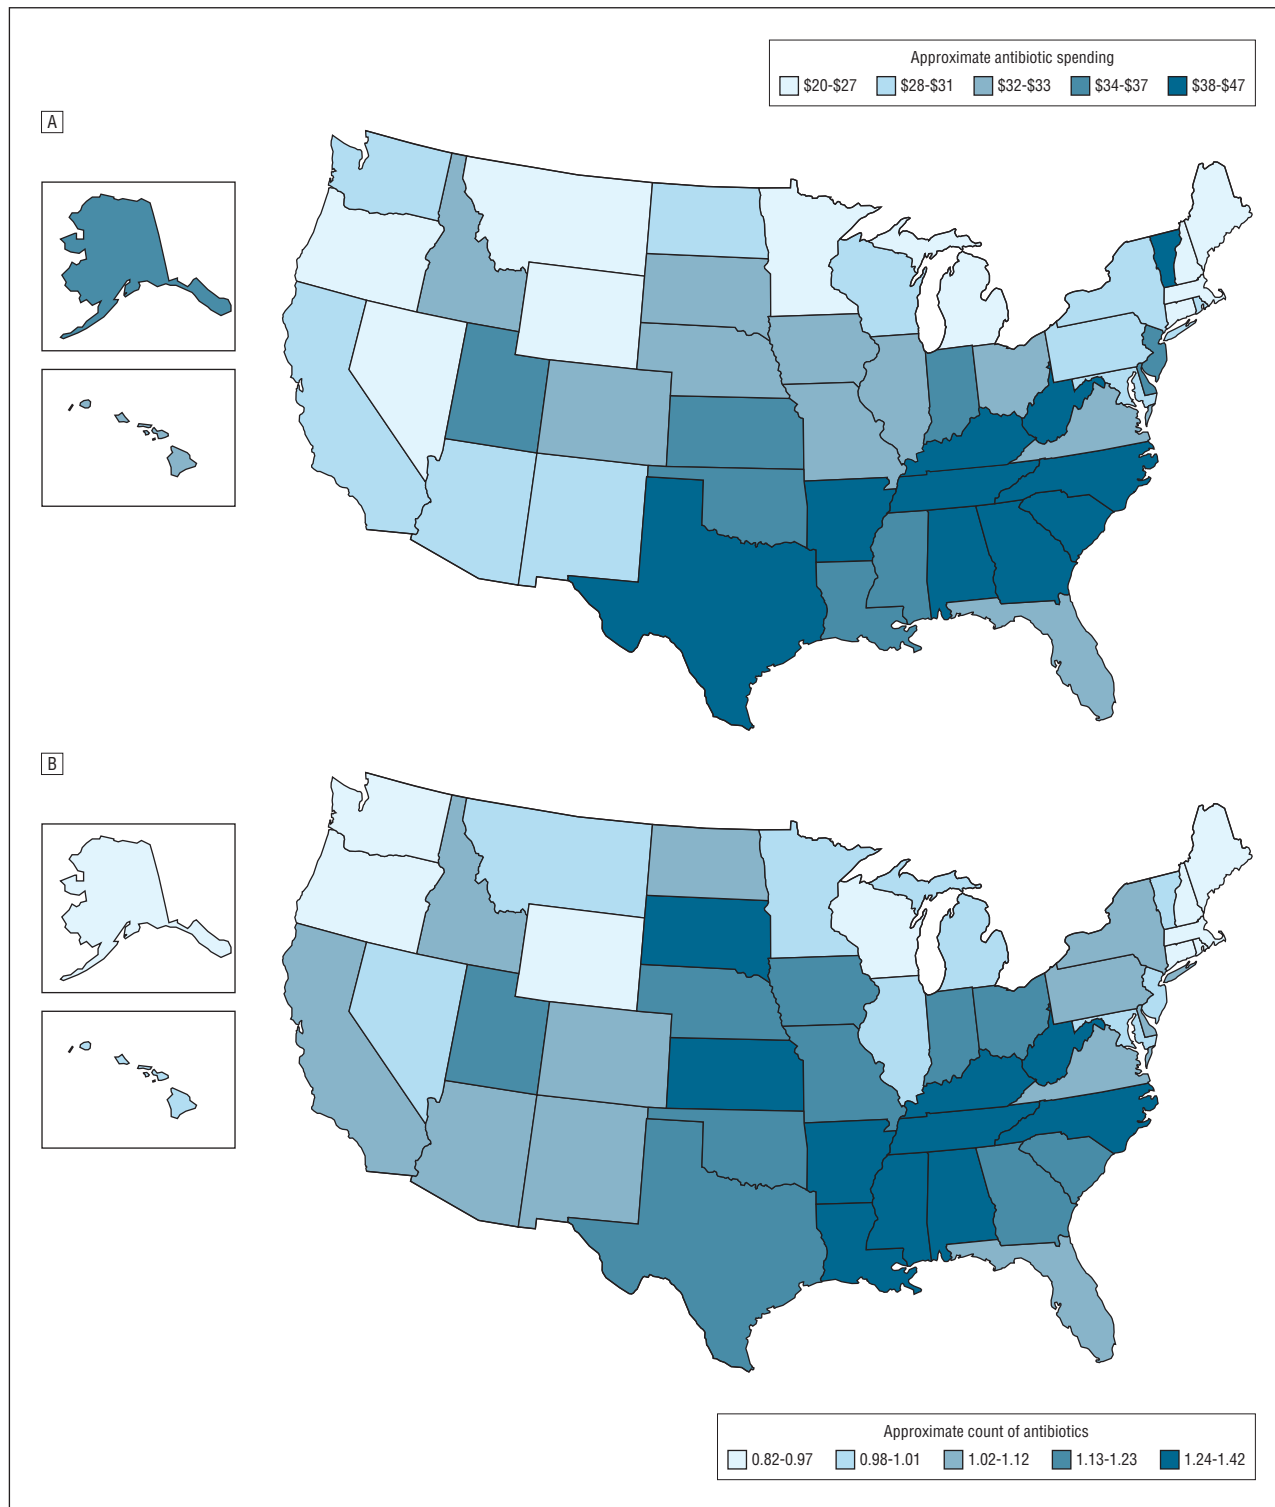 Approximate antibiotic spending
$20-$27 $28-$31 $32-$33 $34-$37 $38-$47
A
B
Approximate count of antibiotics
0.82-0.97 0.98-1.01 1.02-1.12 1.13-1.23 1.24-1.42